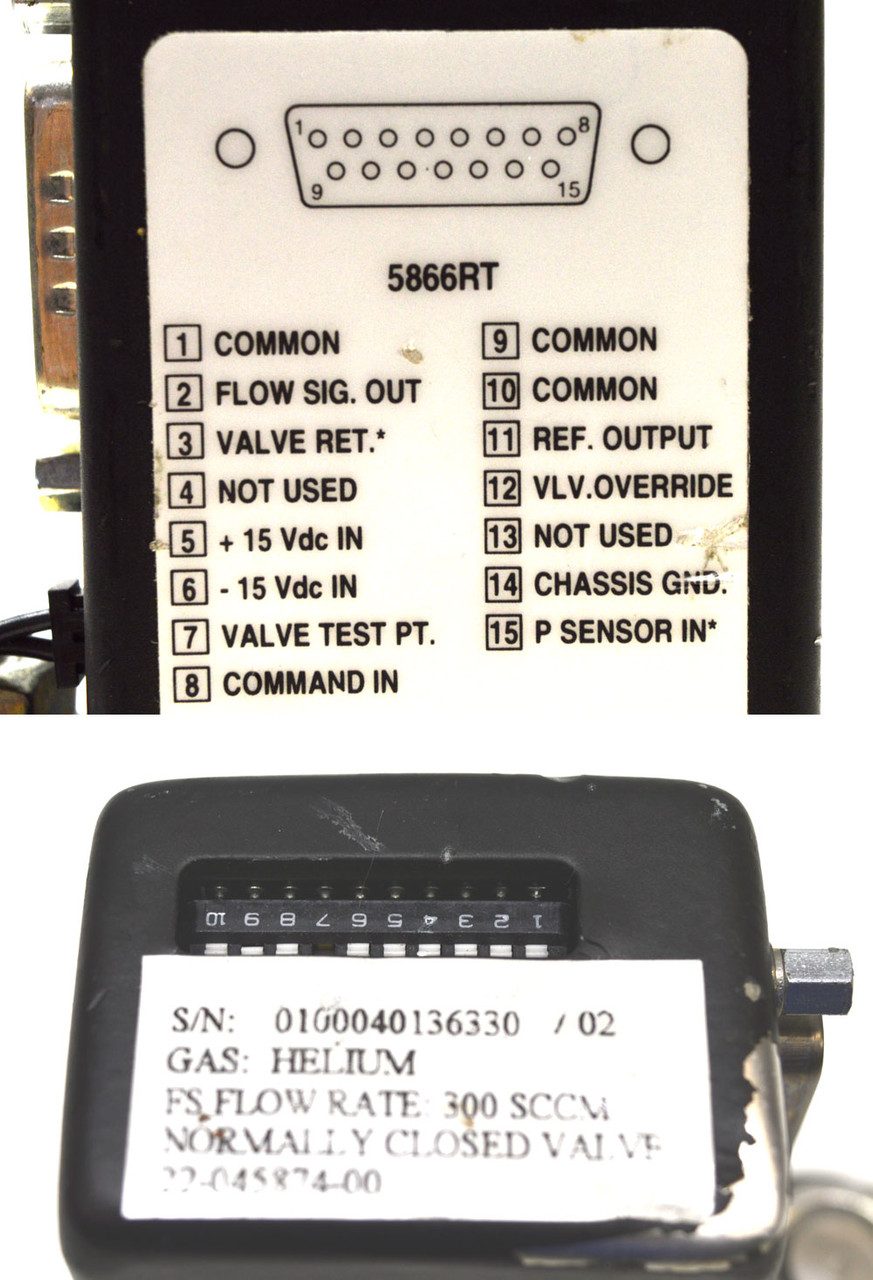 1 8
9 15
5866RT
1 COMMON
2 FLOW SIG. OUT
3 VALVE RET.*
4 NOT USED
5 + 15 Vdc IN
6 - 15 Vdc IN
7 VALVE TEST PT.
8 COMMAND IN
9 COMMON
10 COMMON
11 REF. OUTPUT
12 VLV.OVERRIDE
13 NOT USED
14 CHASSIS GND.
15 P SENSOR IN*
10 9 8 7 6 5 4 3 2 1
S/N: 0100040136330 / 02
GAS: HELIUM
FS FLOW RATE: 300 SCCM
NORMALLY CLOSED VALVE
22-045874-00